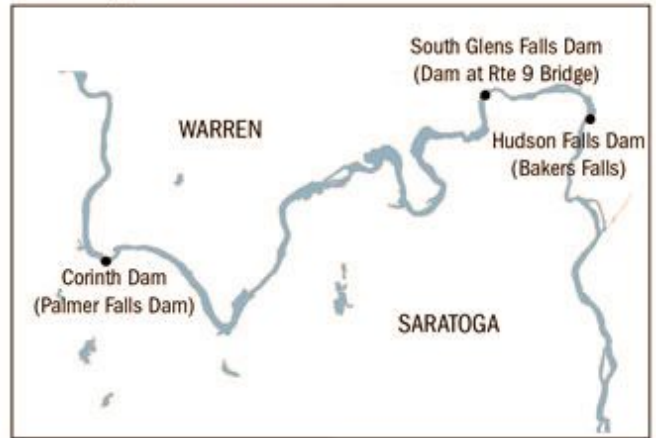 South Glens Falls Dam
(Dam at Rte 9 Bridge)
WARREN
Hudson Falls Dam
(Bakers Falls)
Corinth Dam
(Palmer Falls Dam)
SARATOGA